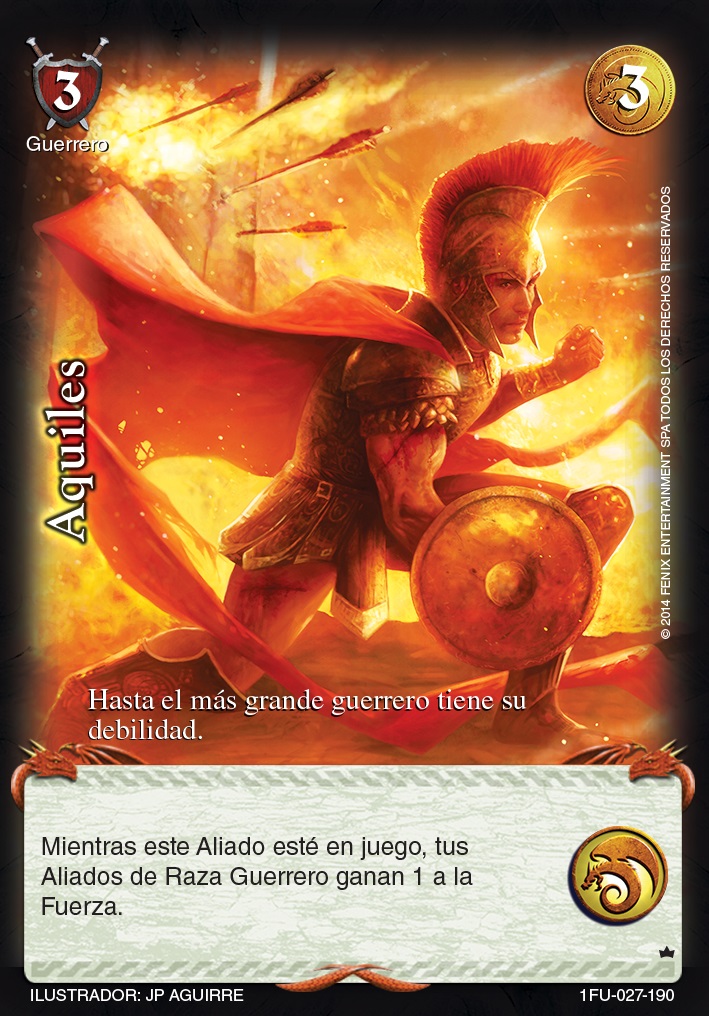 3
3
Guerrero
Aquiles
© 2014 FENIX ENTERTAINMENT SPA TODOS LOS DERECHOS RESERVADOS
Hasta el más grande guerrero tiene su
debilidad.
Mientras este Aliado esté en juego, tus
Aliados de Raza Guerrero ganan 1 a la
Fuerza.
ILUSTRADOR: JP AGUIRRE
1FU-027-190